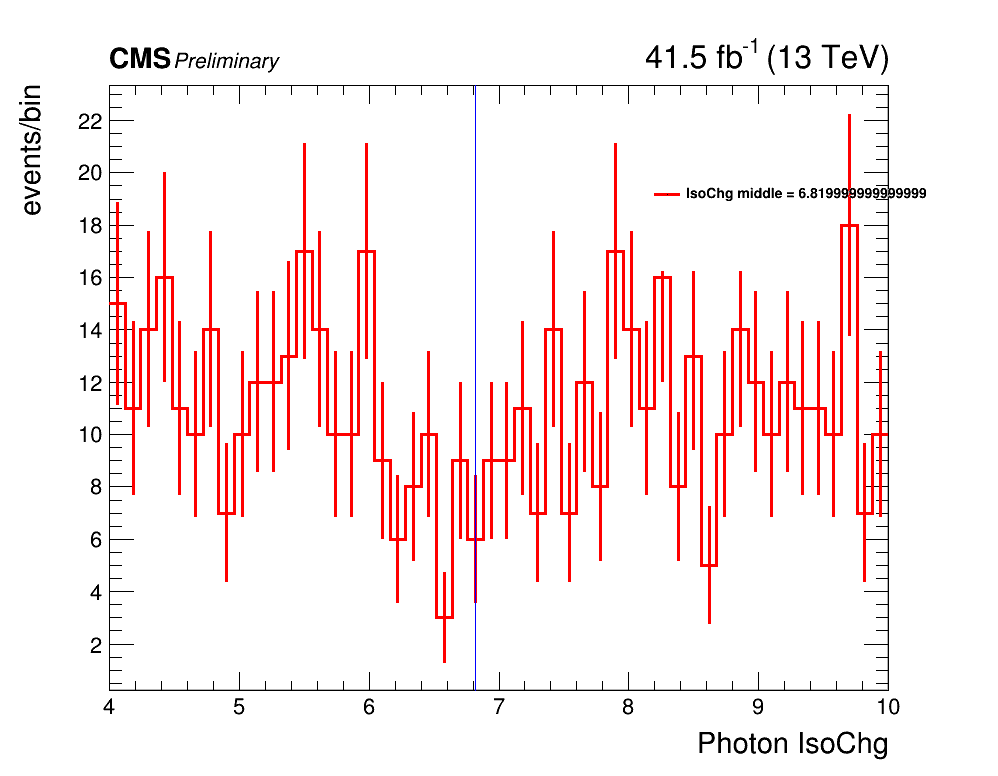 CMS Preliminary 41.5 fb-1 (13 TeV)
events/bin
22
20
18
16
14
12
10
8
6
4
2
IsoChg middle = 6.819999999999999
4 5 6 7 8 9 10
Photon IsoChg